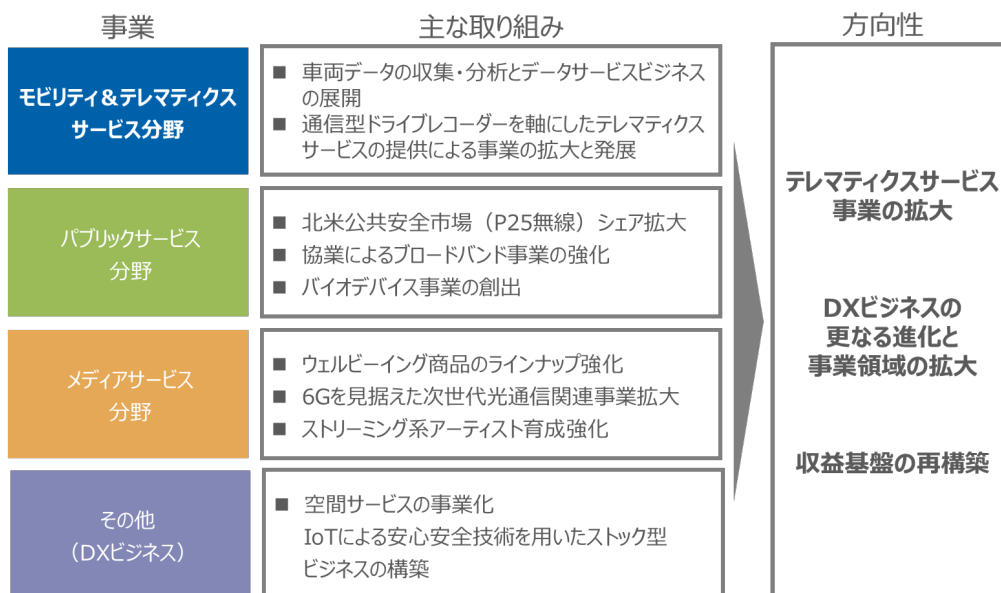 事業
主な取り組み
方向性
モビリティ&テレマティクス
サービス分野
■ 車両データの収集・分析とデータサービスビジネス
の展開
■ 通信型ドライブレコーダーを軸にしたテレマティクス
サービスの提供による事業の拡大と発展
パブリックサービス
分野
■ 北米公共安全市場（P25無線）シェア拡大
■ 協業によるブロードバンド事業の強化
■ バイオデバイス事業の創出
メディアサービス
分野
■ ウェルビーイング商品のラインナップ強化
■ 6Gを見据えた次世代光通信関連事業拡大
■ ストリーミング系アーティスト育成強化
その他
（DXビジネス）
■ 空間サービスの事業化
IoTによる安心安全技術を用いたストック型
ビジネスの構築
テレマティクスサービス
事業の拡大
DXビジネスの
更なる進化と
事業領域の拡大
収益基盤の再構築